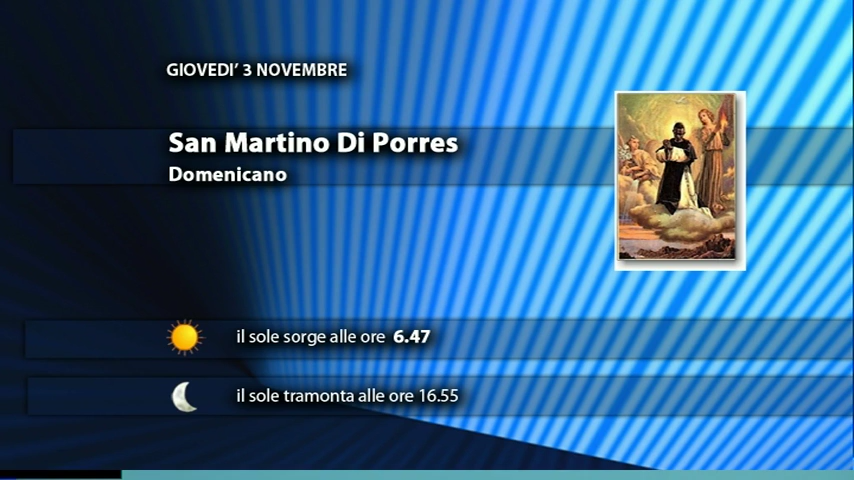 GIOVEDI’ 3 NOVEMBRE
San Martino Di Porres
Domenicano
il sole sorge alle ore 6.47
il sole tramonta alle ore 16.55